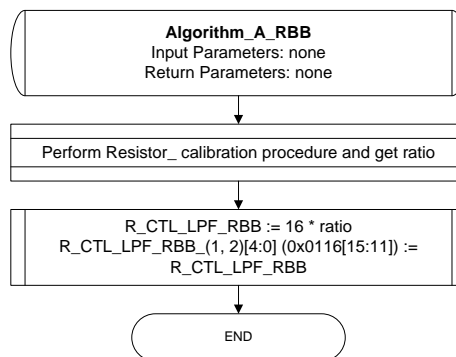 Algorithm_A_RBB
Input Parameters: none
Return Parameters: none
Perform Resistor_ calibration procedure and get ratio
R_CTL_LPF_RBB := 16 * ratio
R_CTL_LPF_RBB_(1, 2)[4:0] (0x0116[15:11]) :=
R_CTL_LPF_RBB
END